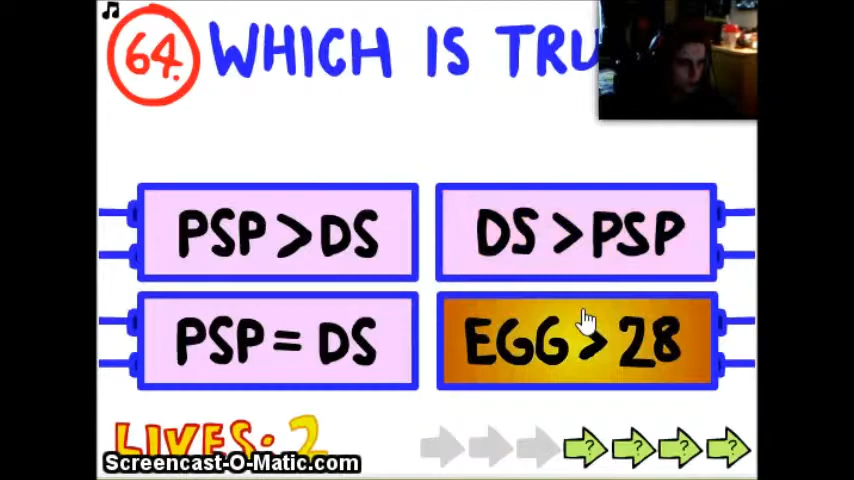 64. WHICH IS TRU
PSP>DS
DS>PSP
PSP=DS
EGG>28
LIVES: 2
? ? ? ?
Screencast-O-Matic.com